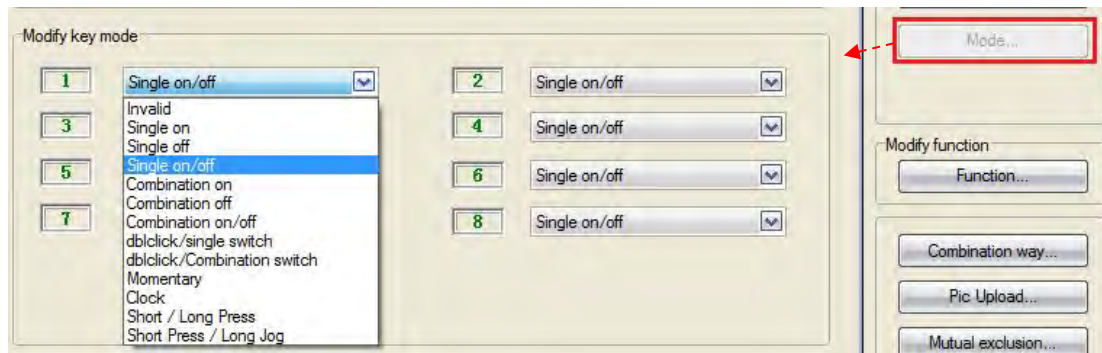 Modify key mode
1 Single on/off 2 Single on/off
Invalid
3 Single on 4 Single on/off
Single off
5 Single on/off 6 Single on/off
Combination on
Combination off
7 Combination on/off 8 Single on/off
dblclick/single switch
dblclick/Combination switch
Momentary
Clock
Short / Long Press
Short Press / Long Jog
Mode...
Modify function
Function...
Combination way...
Pic Upload...
Mutual exclusion...